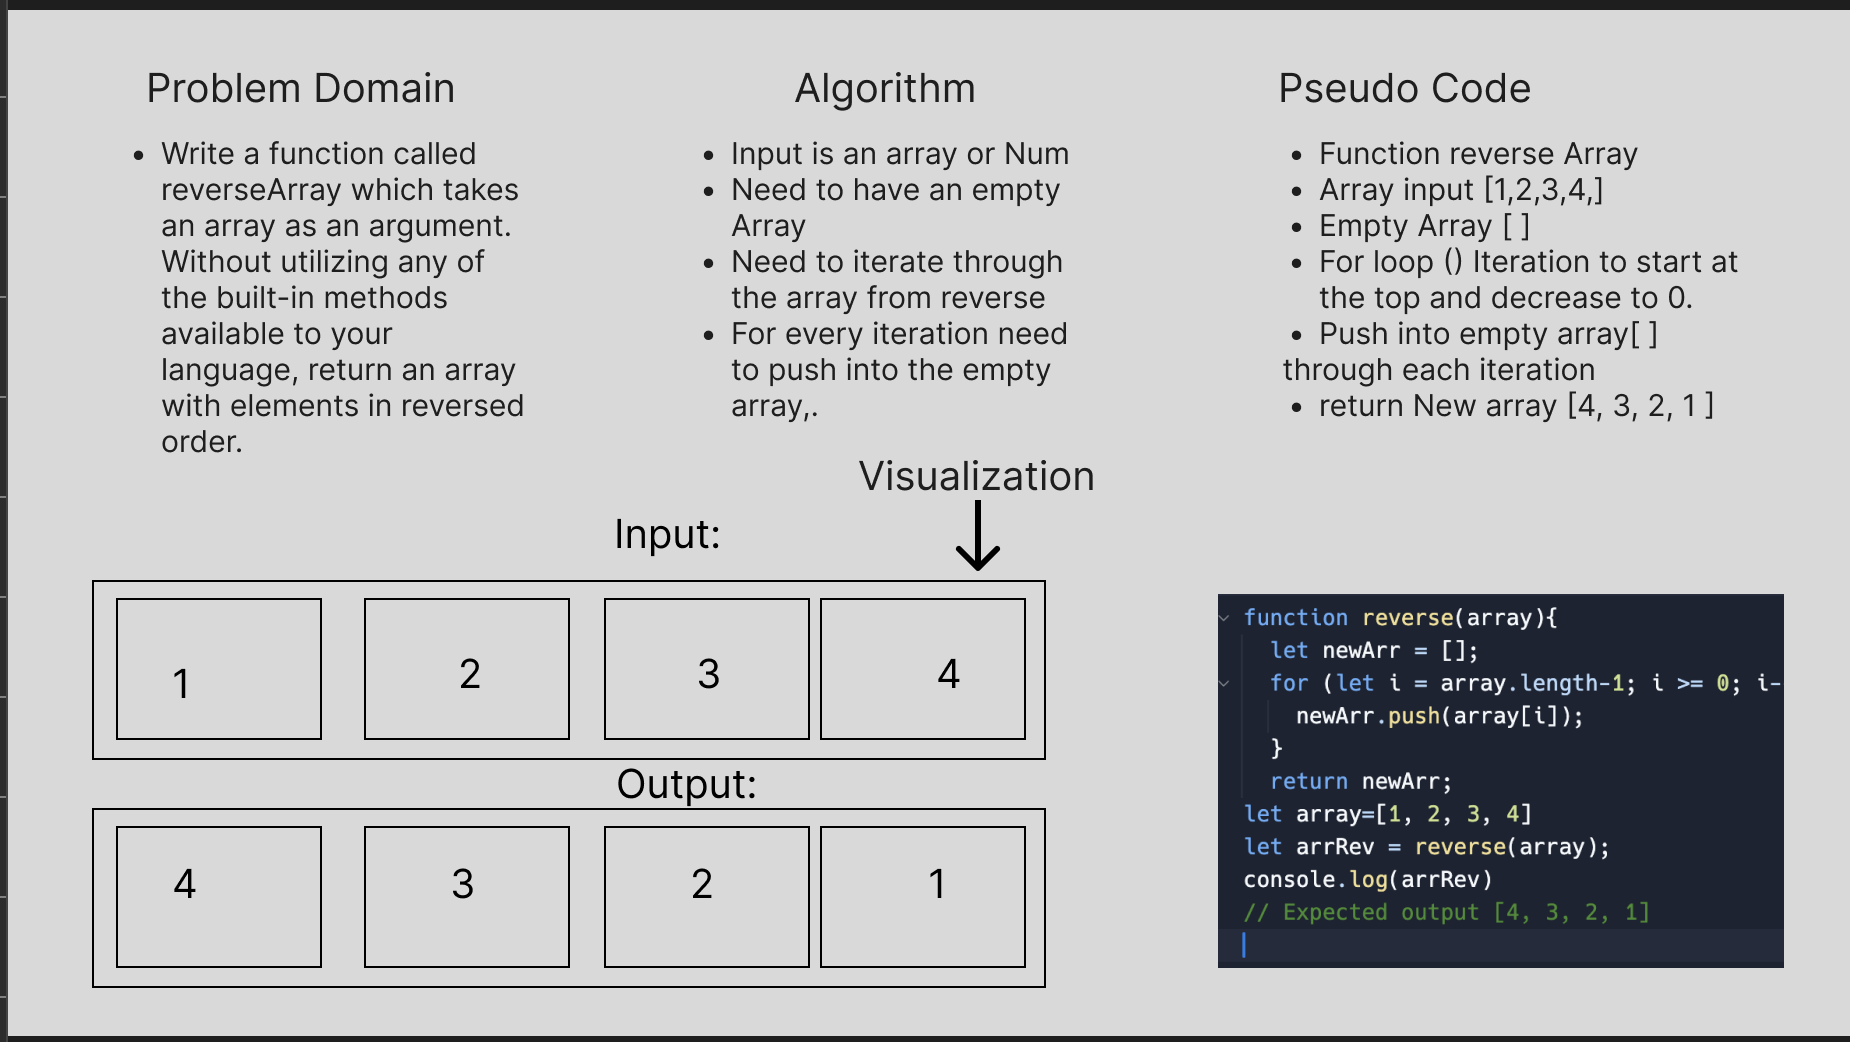 Problem Domain
• Write a function called
reverseArray which takes
an array as an argument.
Without utilizing any of
the built-in methods
available to your
language, return an array
with elements in reversed
order.
Algorithm
• Input is an array or Num
• Need to have an empty
Array
• Need to iterate through
the array from reverse
• For every iteration need
to push into the empty
array,.
Pseudo Code
• Function reverse Array
• Array input [1,2,3,4,]
• Empty Array [ ]
• For loop () Iteration to start at
the top and decrease to 0.
• Push into empty array[ ]
through each iteration
• return New array [4, 3, 2, 1 ]
Visualization
Input:
1 2 3 4
Output:
4 3 2 1
function reverse(array){
let newArr = [];
for (let i = array.length-1; i >= 0; i-
newArr.push(array[i]);
}
return newArr;
let array=[1, 2, 3, 4]
let arrRev = reverse(array);
console.log(arrRev)
// Expected output [4, 3, 2, 1]